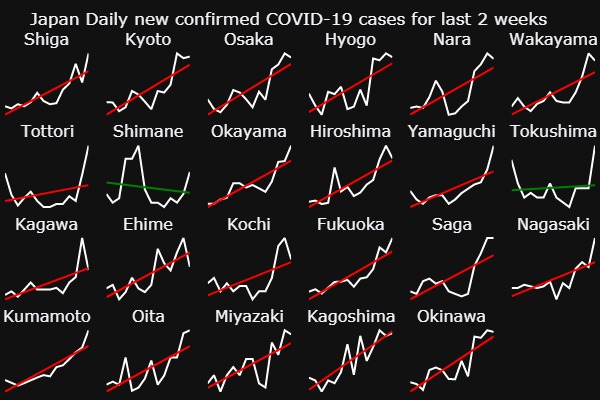 Japan Daily new confirmed COVID-19 cases for last 2 weeks
Shiga Kyoto Osaka Hyogo Nara Wakayama
Tottori Shimane Okayama Hiroshima Yamaguchi Tokushima
Kagawa Ehime Kochi Fukuoka Saga Nagasaki
Kumamoto Oita Miyazaki Kagoshima Okinawa